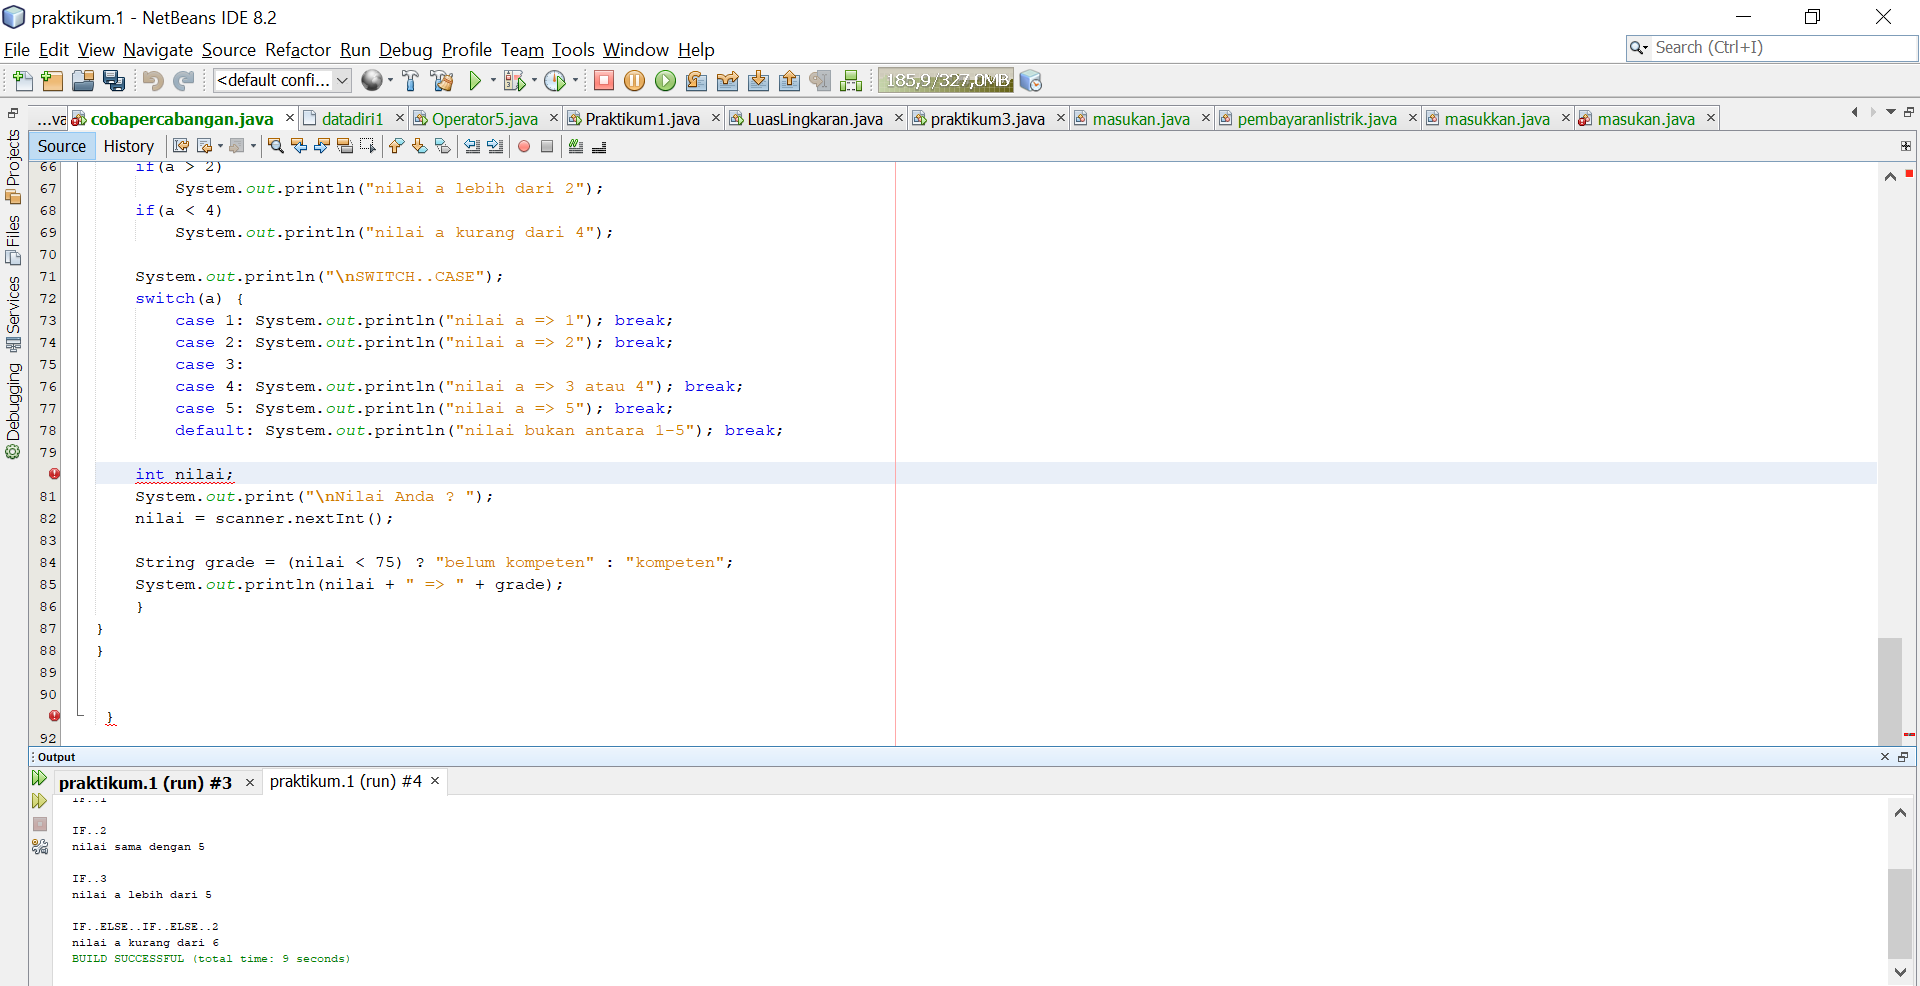 praktikum.1 - NetBeans IDE 8.2
File Edit View Navigate Source Refactor Run Debug Profile Team Tools Window Help
Search (Ctrl+I)
<default confi...
185,9/327,0MB
...va cobapercabangan.java datadiri1 Operator5.java Praktikum1.java LuasLingkaran.java praktikum3.java masukan.java pembayaranlistrik.java masukkan.java masukan.java
Source History
Projects
Files
Services
Debugging
66 if(a > 2)
67 System.out.println("nilai a lebih dari 2");
68 if(a < 4)
69 System.out.println("nilai a kurang dari 4");
70
71 System.out.println("\nSWITCH..CASE");
72 switch(a) {
73 case 1: System.out.println("nilai a => 1"); break;
74 case 2: System.out.println("nilai a => 2"); break;
75 case 3:
76 case 4: System.out.println("nilai a => 3 atau 4"); break;
77 case 5: System.out.println("nilai a => 5"); break;
78 default: System.out.println("nilai bukan antara 1-5"); break;
79
int nilai;
81 System.out.print("\nNilai Anda ? ");
82 nilai = scanner.nextInt();
83
84 String grade = (nilai < 75) ? "belum kompeten" : "kompeten";
85 System.out.println(nilai + " => " + grade);
86 }
87 }
88 }
89
90
}
92
Output
praktikum.1 (run) #3 praktikum.1 (run) #4
IF..1
IF..2
nilai sama dengan 5
IF..3
nilai a lebih dari 5
IF..ELSE..IF..ELSE..2
nilai a kurang dari 6
BUILD SUCCESSFUL (total time: 9 seconds)